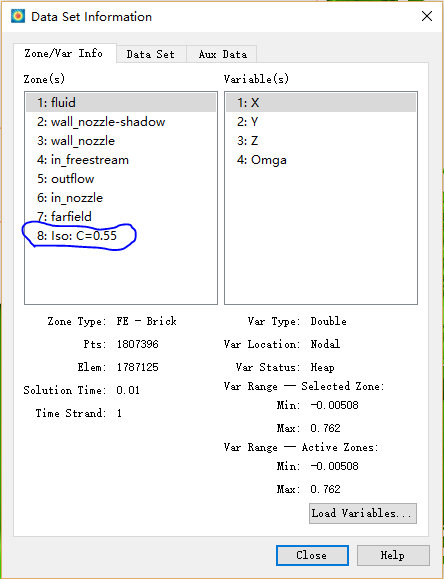 Data Set Information
Zone/Var Info Data Set Aux Data
Zone(s)
1: fluid
2: wall_nozzle-shadow
3: wall_nozzle
4: in_freestream
5: outflow
6: in_nozzle
7: farfield
8: Iso: C=0.55
Variable(s)
1: X
2: Y
3: Z
4: Omga
Zone Type: FE - Brick
Pts: 1807396
Elem: 1787125
Solution Time: 0.01
Time Strand: 1
Var Type: Double
Var Location: Nodal
Var Status: Heap
Var Range — Selected Zone:
Min: -0.00508
Max: 0.762
Var Range — Active Zones:
Min: -0.00508
Max: 0.762
Load Variables...
Close Help